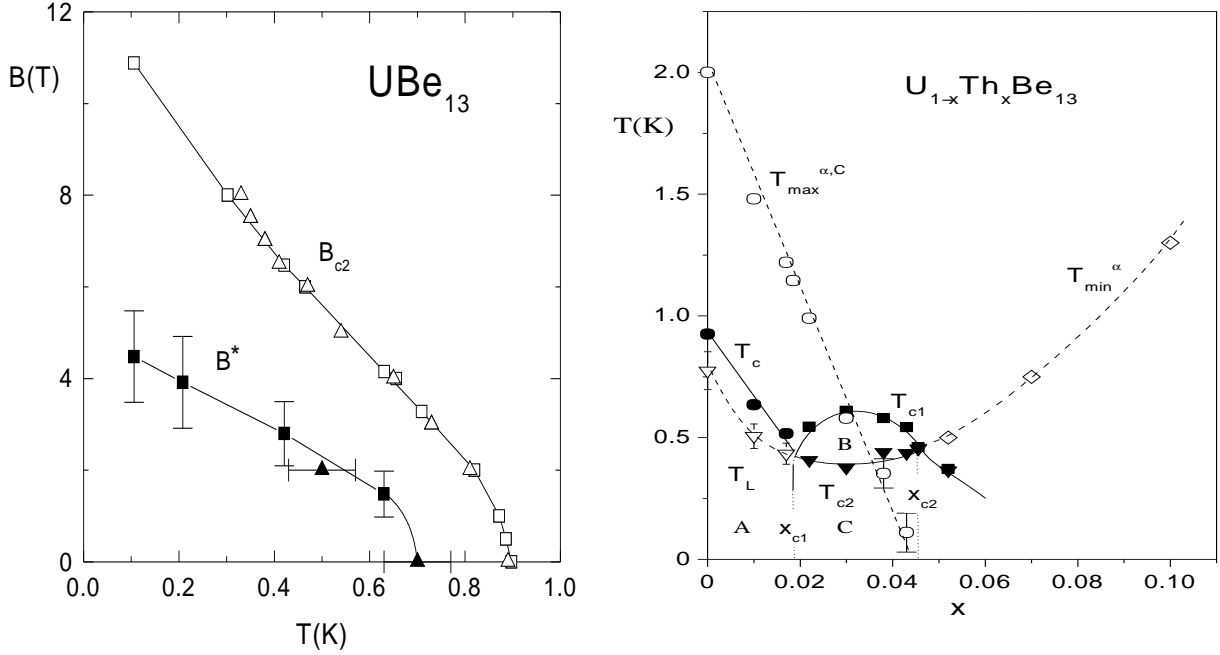 12
8
4
0
B(T)
UBe13
Bc2
B*
0.0 0.2 0.4 0.6 0.8 1.0
T(K)
2.0
1.5
1.0
0.5
0
T(K)
U1-xThxBe13
Tmax α,C
Tmin α
Tc
Tc1
B
TL
Tc2
xc2
A
xc1
C
0 0.02 0.04 0.06 0.08 0.10
x